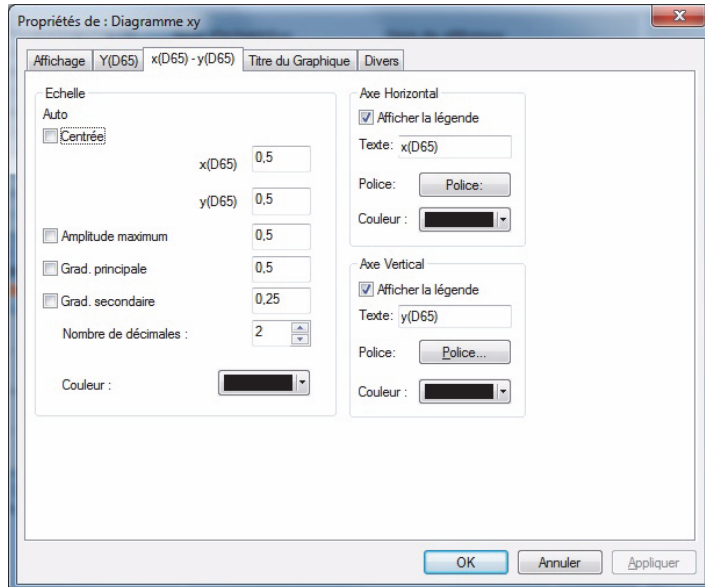 Propriétés de : Diagramme xy
Affichage
Y(D65)
x(D65) - y(D65)
Titre du Graphique
Divers
Echelle
Auto
Centrée
x(D65) 0,5
y(D65) 0,5
Amplitude maximum 0,5
Grad. principale 0,5
Grad. secondaire 0,25
Nombre de décimales : 2
Couleur :
Axe Horizontal
Afficher la légende
Texte: x(D65)
Police: Police:
Couleur :
Axe Vertical
Afficher la légende
Texte: y(D65)
Police: Police...
Couleur :
OK
Annuler
Appliquer